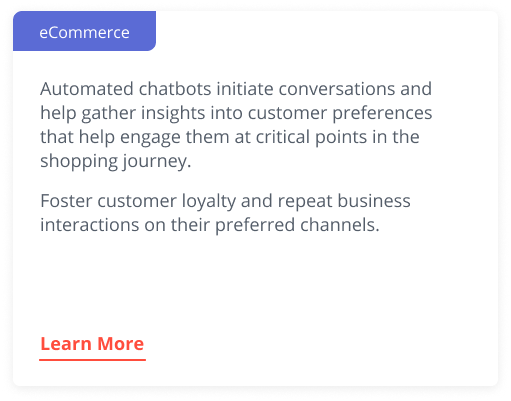 eCommerce
Automated chatbots initiate conversations and
help gather insights into customer preferences
that help engage them at critical points in the
shopping journey.
Foster customer loyalty and repeat business
interactions on their preferred channels.
Learn More